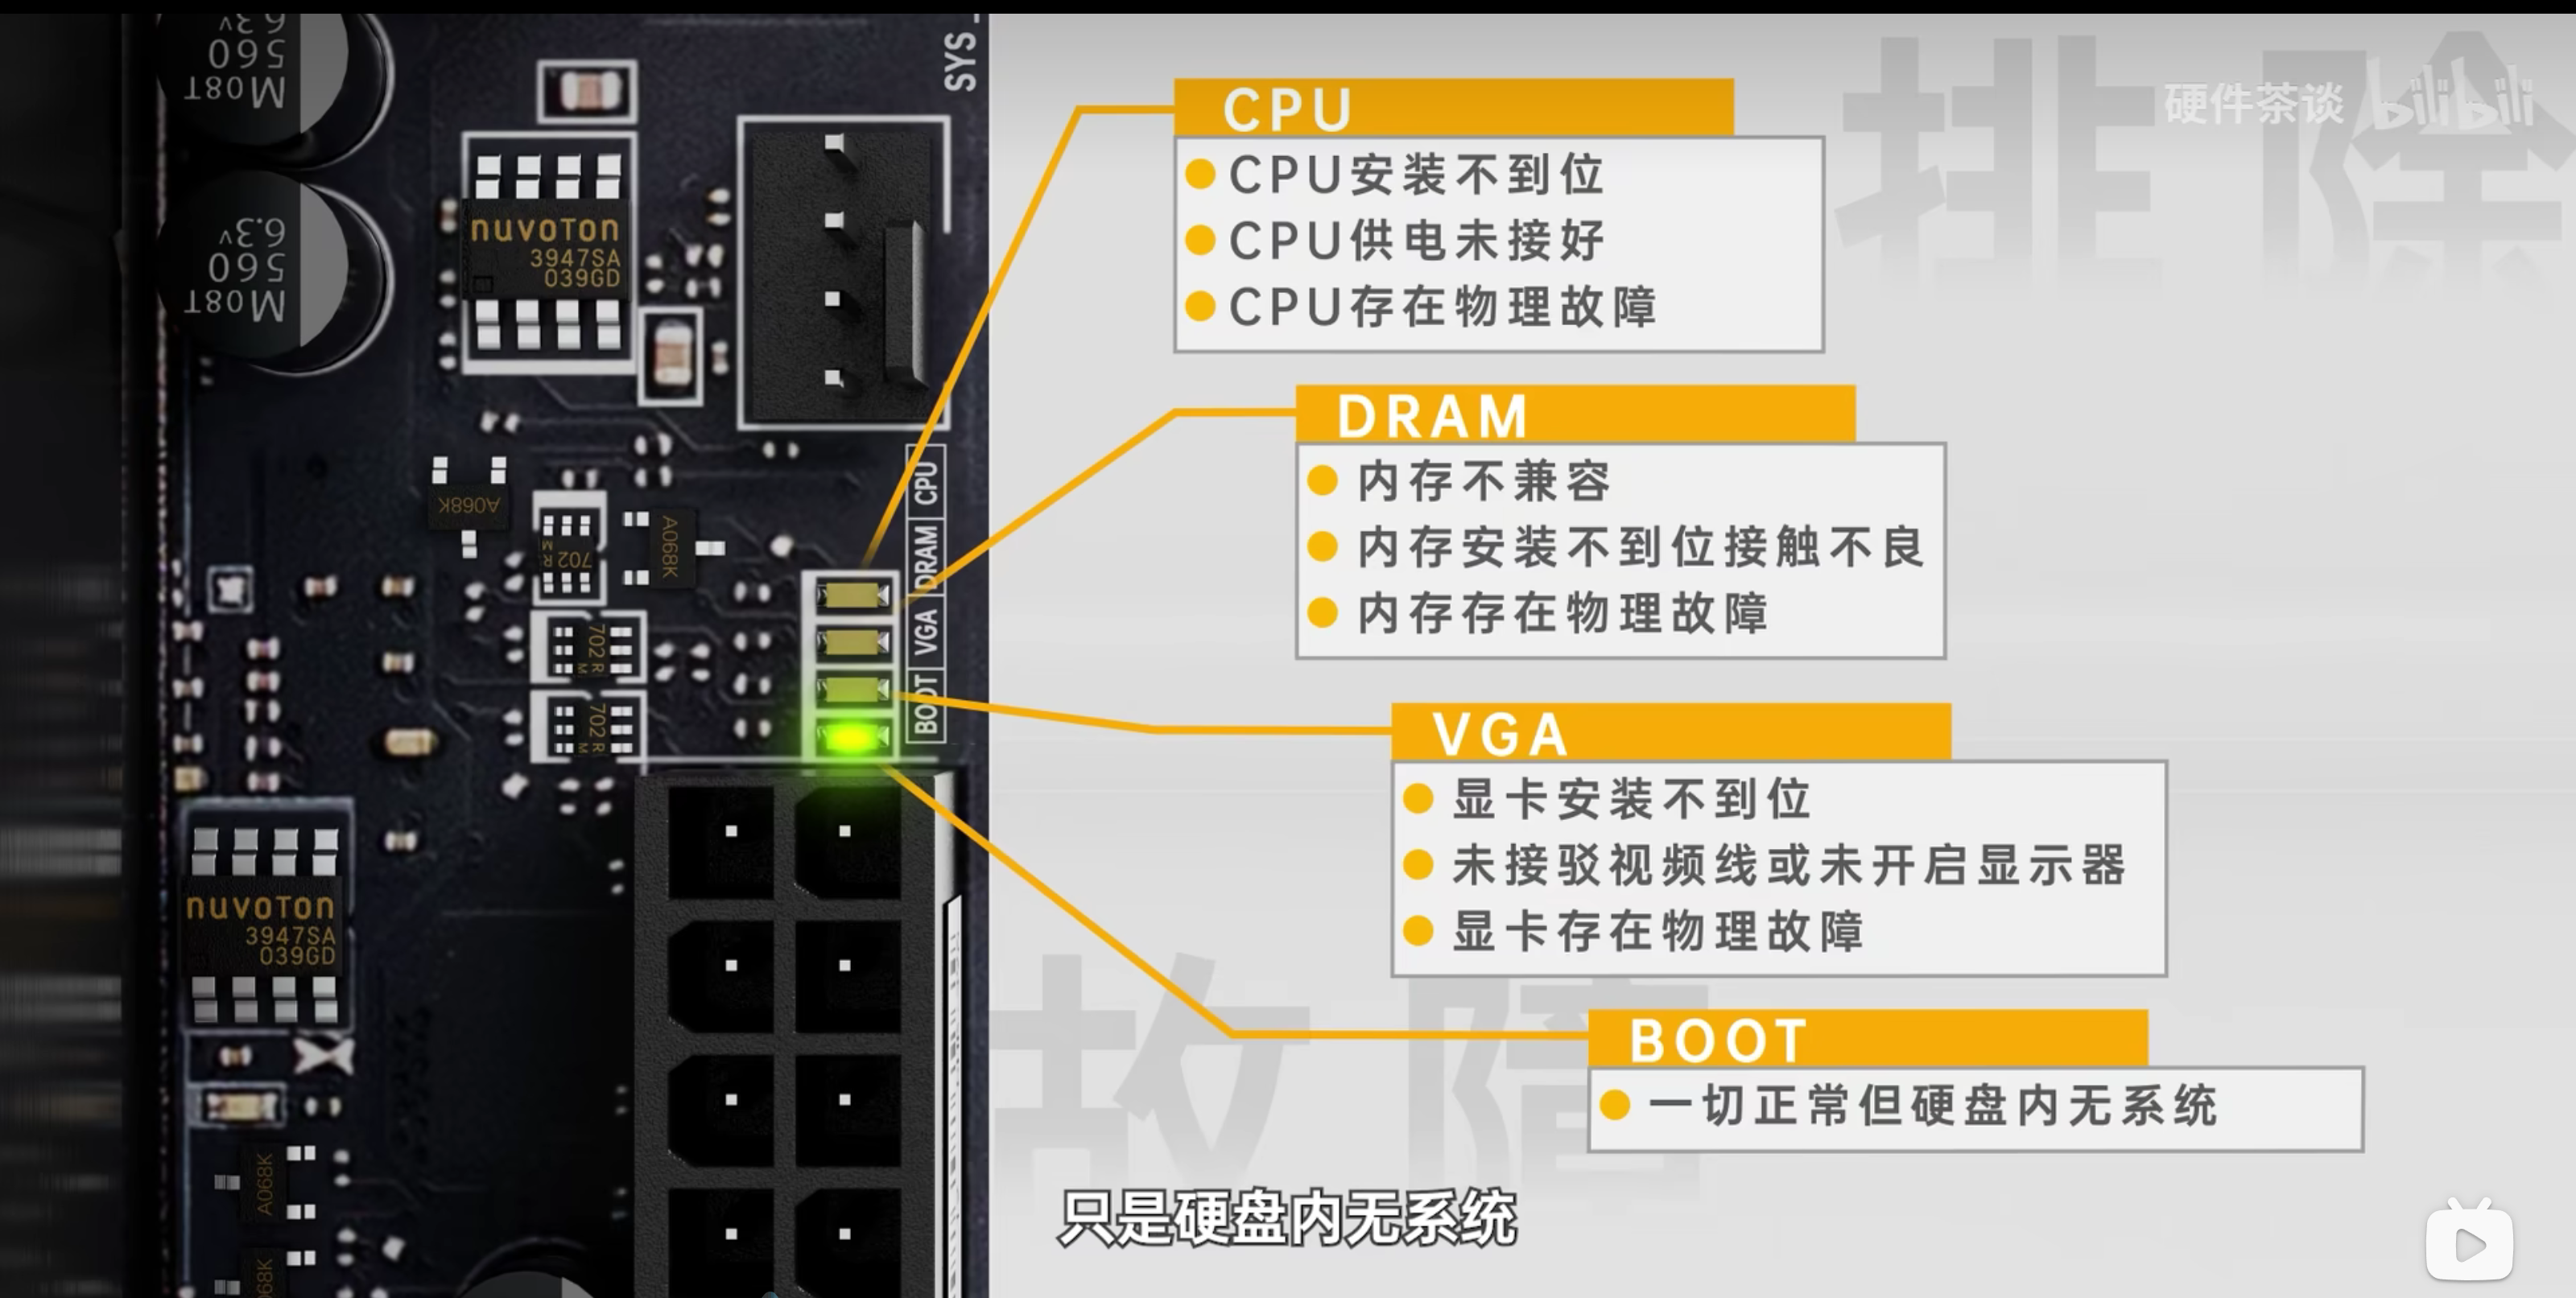 硬件茶谈 bilibili
排除
故障
CPU
CPU安装不到位
CPU供电未接好
CPU存在物理故障
DRAM
内存不兼容
内存安装不到位接触不良
内存存在物理故障
VGA
显卡安装不到位
未接驳视频线或未开启显示器
显卡存在物理故障
BOOT
一切正常但硬盘内无系统
只是硬盘内无系统
SYS_
6.3v
560
M08T
6.3v
560
M08T
nuvoTon
3947SA
039GD
CPU
DRAM
VGA
BOOT
A068K
A068K
702
M R
702
M R
702
M R
nuvoTon
3947SA
039GD
A068K
68K